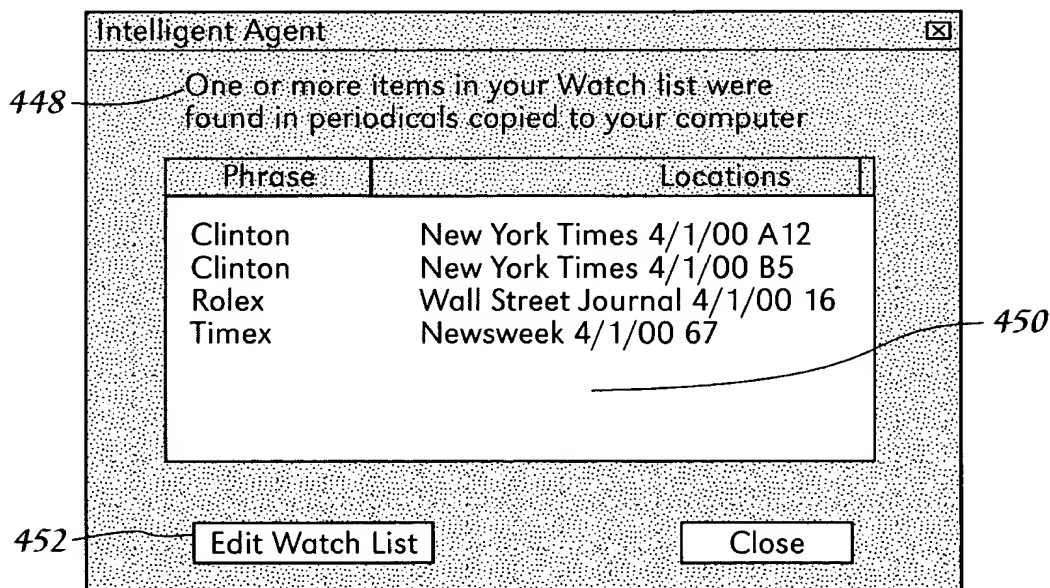 Intelligent Agent
448
One or more items in your Watch list were
found in periodicals copied to your computer
Phrase Locations
Clinton New York Times 4/1/00 A12
Clinton New York Times 4/1/00 B5
Rolex Wall Street Journal 4/1/00 16
Timex Newsweek 4/1/00 67
450
452
Edit Watch List Close